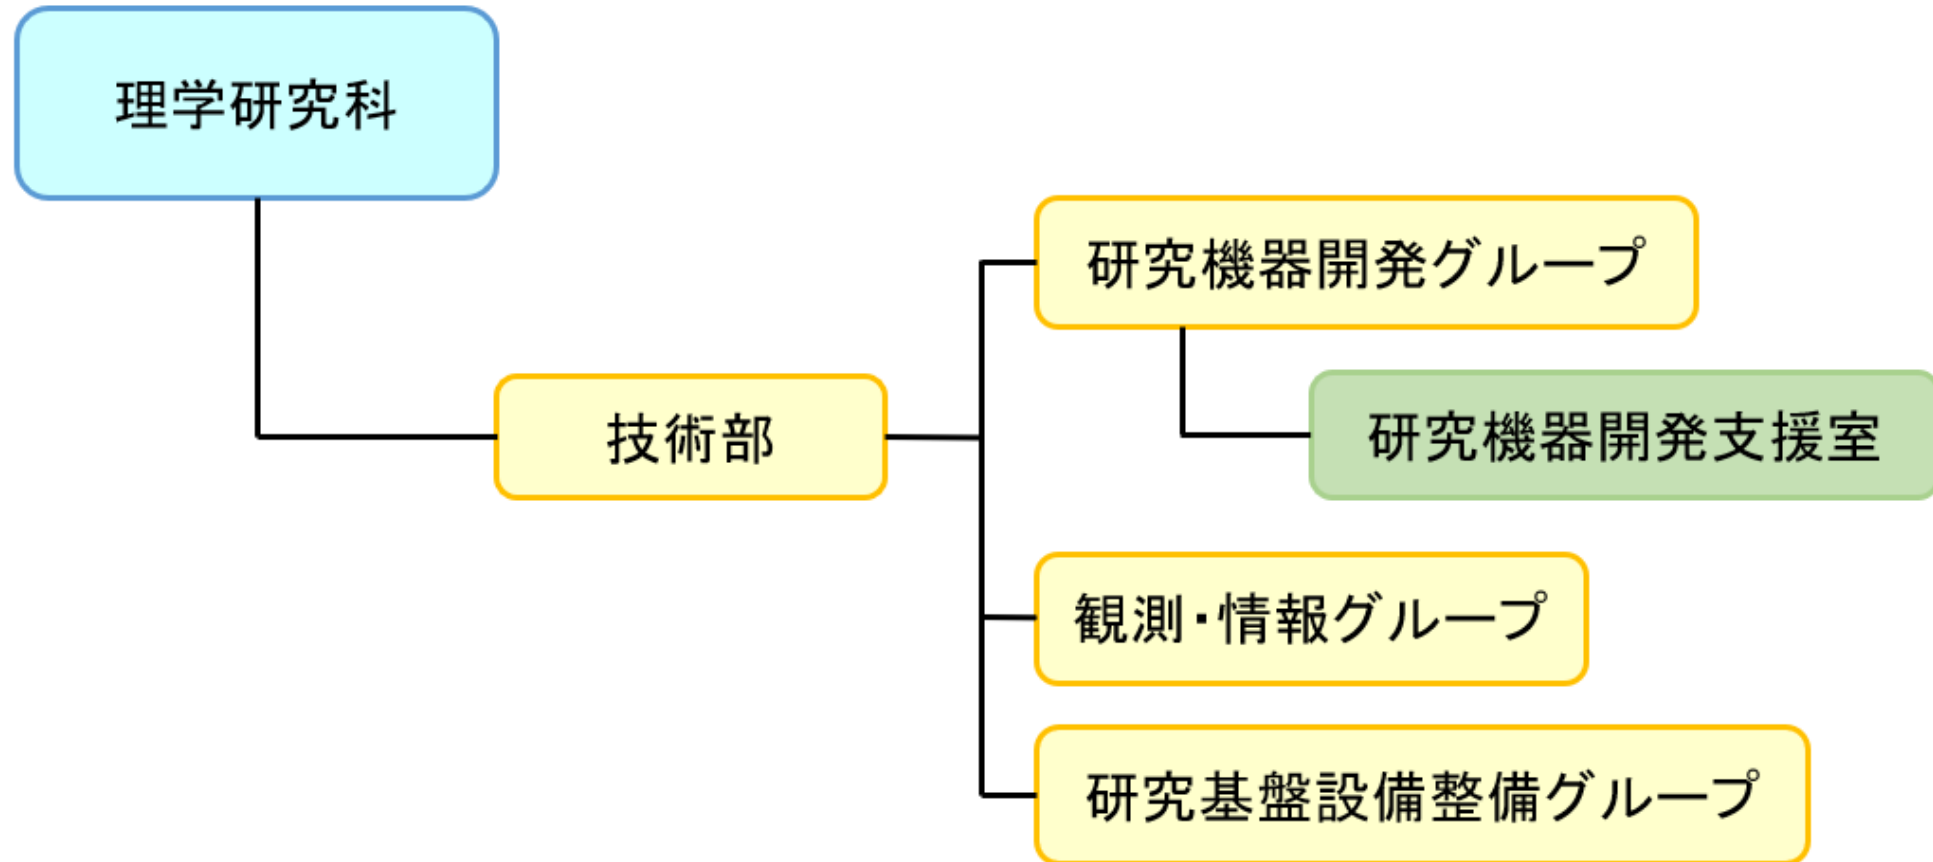 理学研究科
技術部
研究機器開発グループ
研究機器開発支援室
観測・情報グループ
研究基盤設備整備グループ